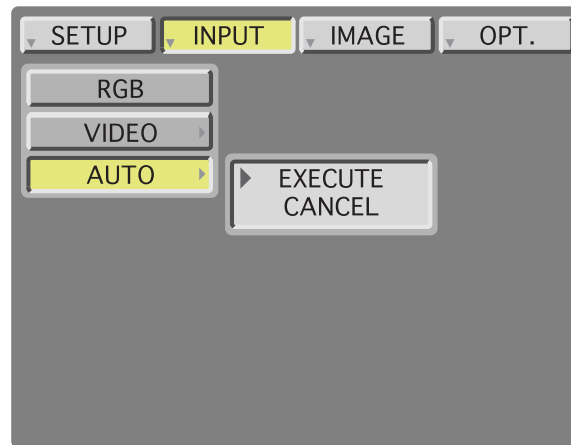 SETUP INPUT IMAGE OPT.
RGB
VIDEO
AUTO
EXECUTE
CANCEL